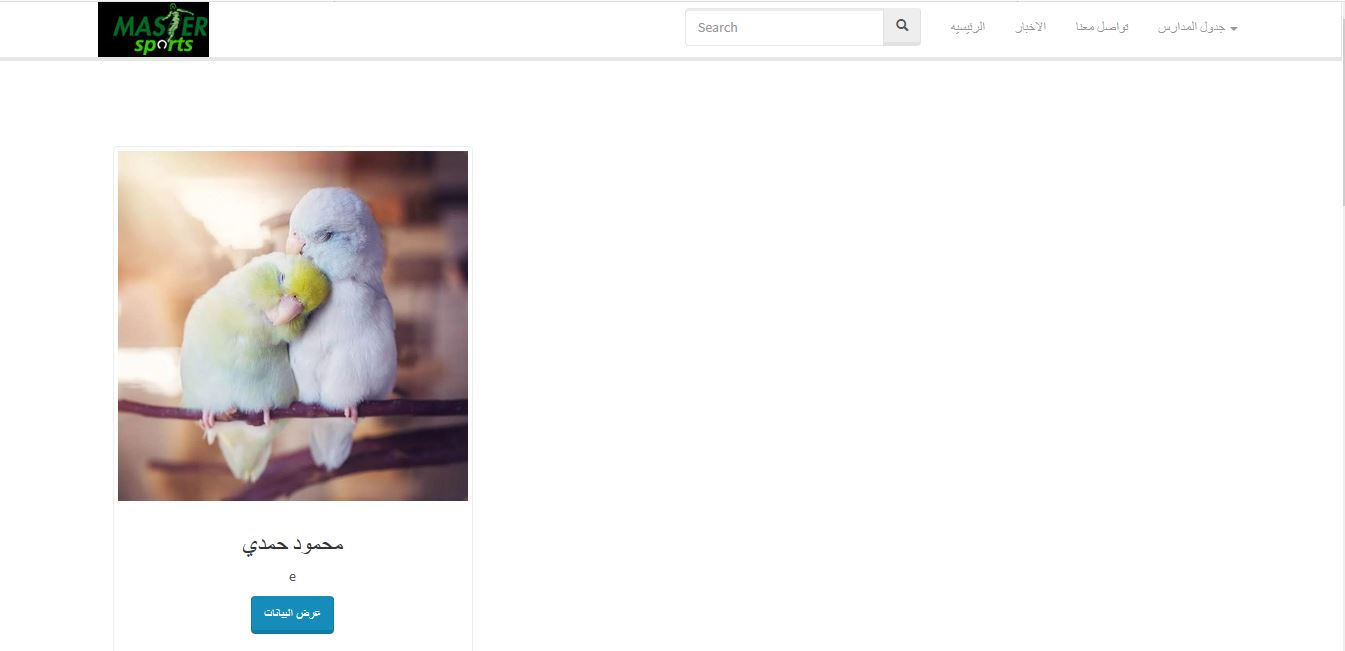 MASTER
sports
Search
الرئيسيه
الاخبار
تواصل معنا
جدول المدارس
محمود حمدي
e
عرض البيانات